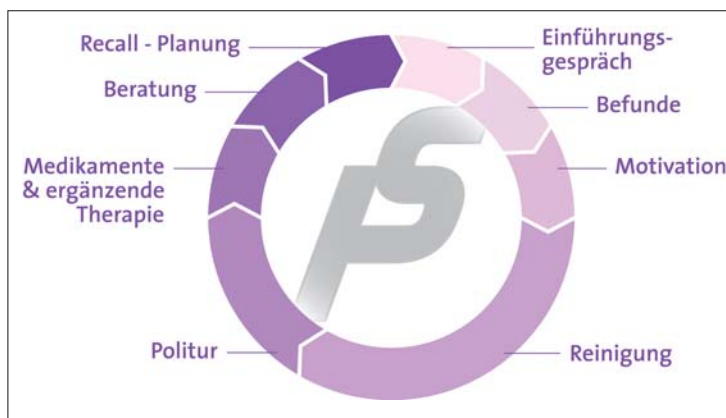 Einführungs-
gespräch
Befunde
Motivation
Reinigung
Politur
Medikamente
& ergänzende
Therapie
Beratung
Recall - Planung
ps